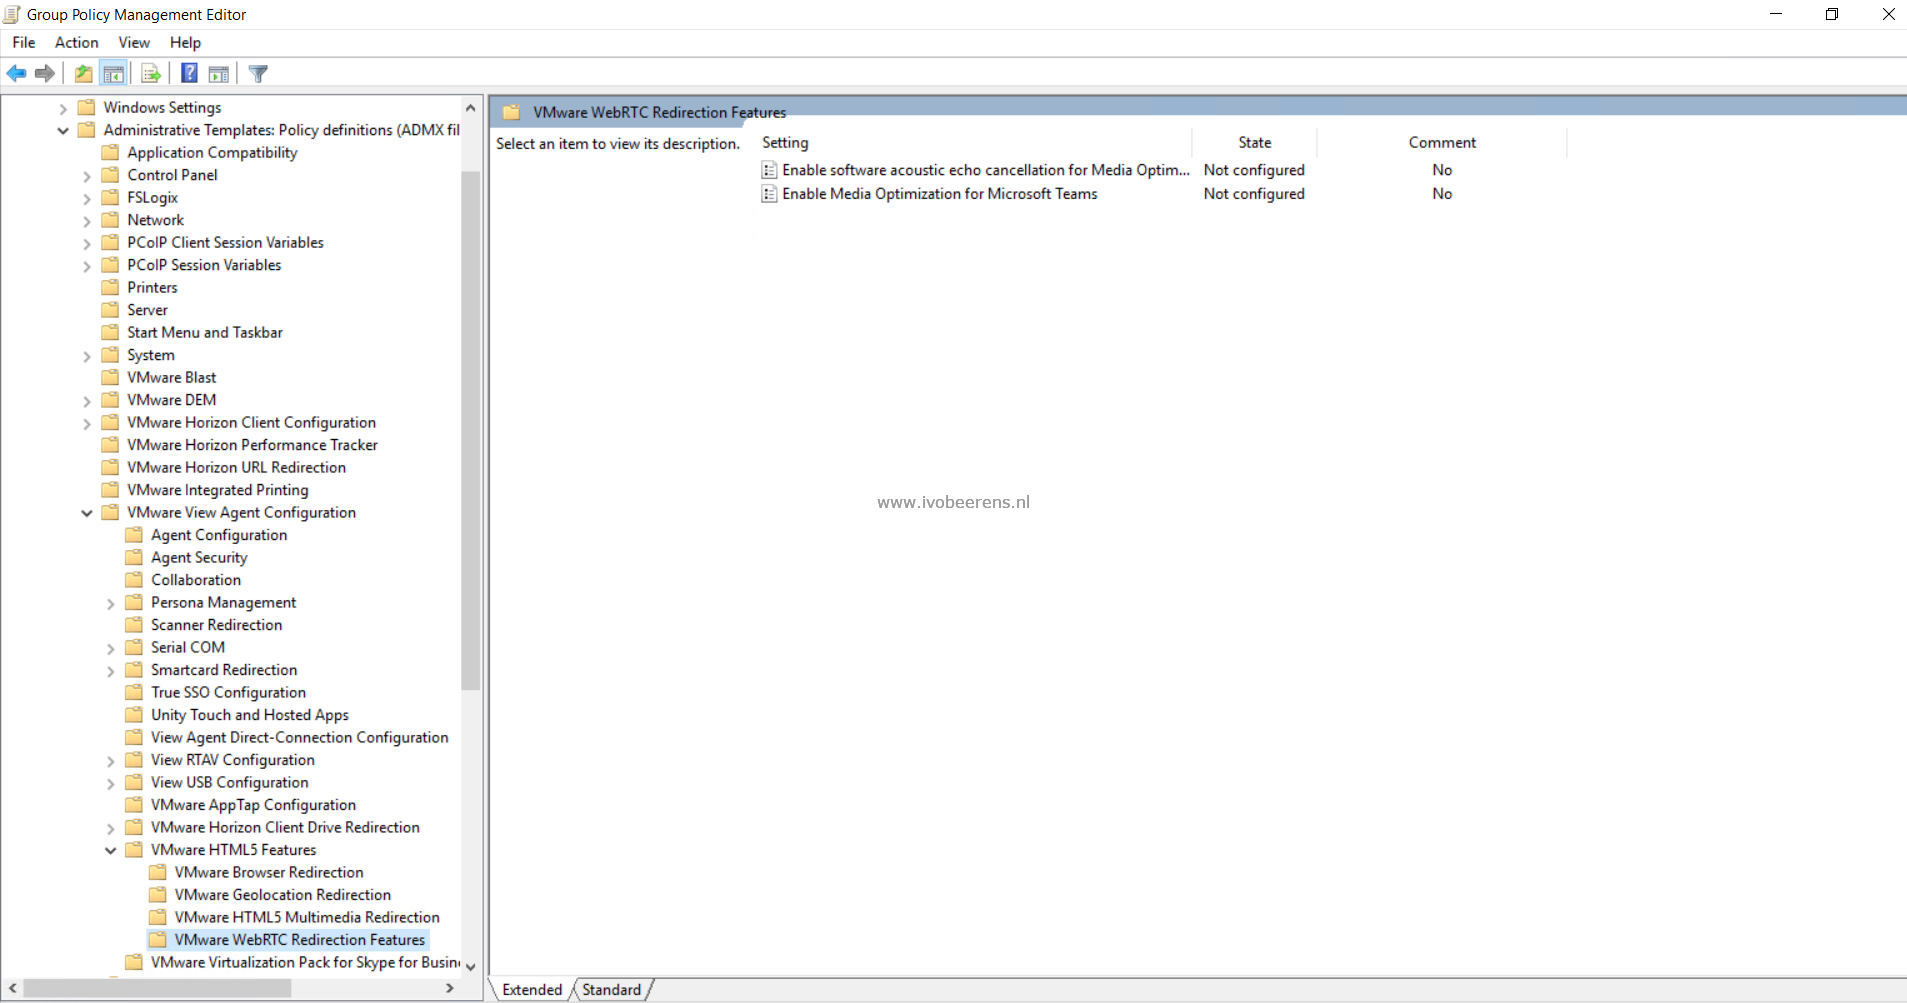 Group Policy Management Editor
File Action View Help
Windows Settings
Administrative Templates: Policy definitions (ADMX fil
Application Compatibility
Control Panel
FSLogix
Network
PCoIP Client Session Variables
PCoIP Session Variables
Printers
Server
Start Menu and Taskbar
System
VMware Blast
VMware DEM
VMware Horizon Client Configuration
VMware Horizon Performance Tracker
VMware Horizon URL Redirection
VMware Integrated Printing
VMware View Agent Configuration
Agent Configuration
Agent Security
Collaboration
Persona Management
Scanner Redirection
Serial COM
Smartcard Redirection
True SSO Configuration
Unity Touch and Hosted Apps
View Agent Direct-Connection Configuration
View RTAV Configuration
View USB Configuration
VMware AppTap Configuration
VMware Horizon Client Drive Redirection
VMware HTML5 Features
VMware Browser Redirection
VMware Geolocation Redirection
VMware HTML5 Multimedia Redirection
VMware WebRTC Redirection Features
VMware Virtualization Pack for Skype for Busin
VMware WebRTC Redirection Features
Select an item to view its description.
Setting State Comment
Enable software acoustic echo cancellation for Media Optim... Not configured No
Enable Media Optimization for Microsoft Teams Not configured No
www.ivobeerens.nl
Extended Standard